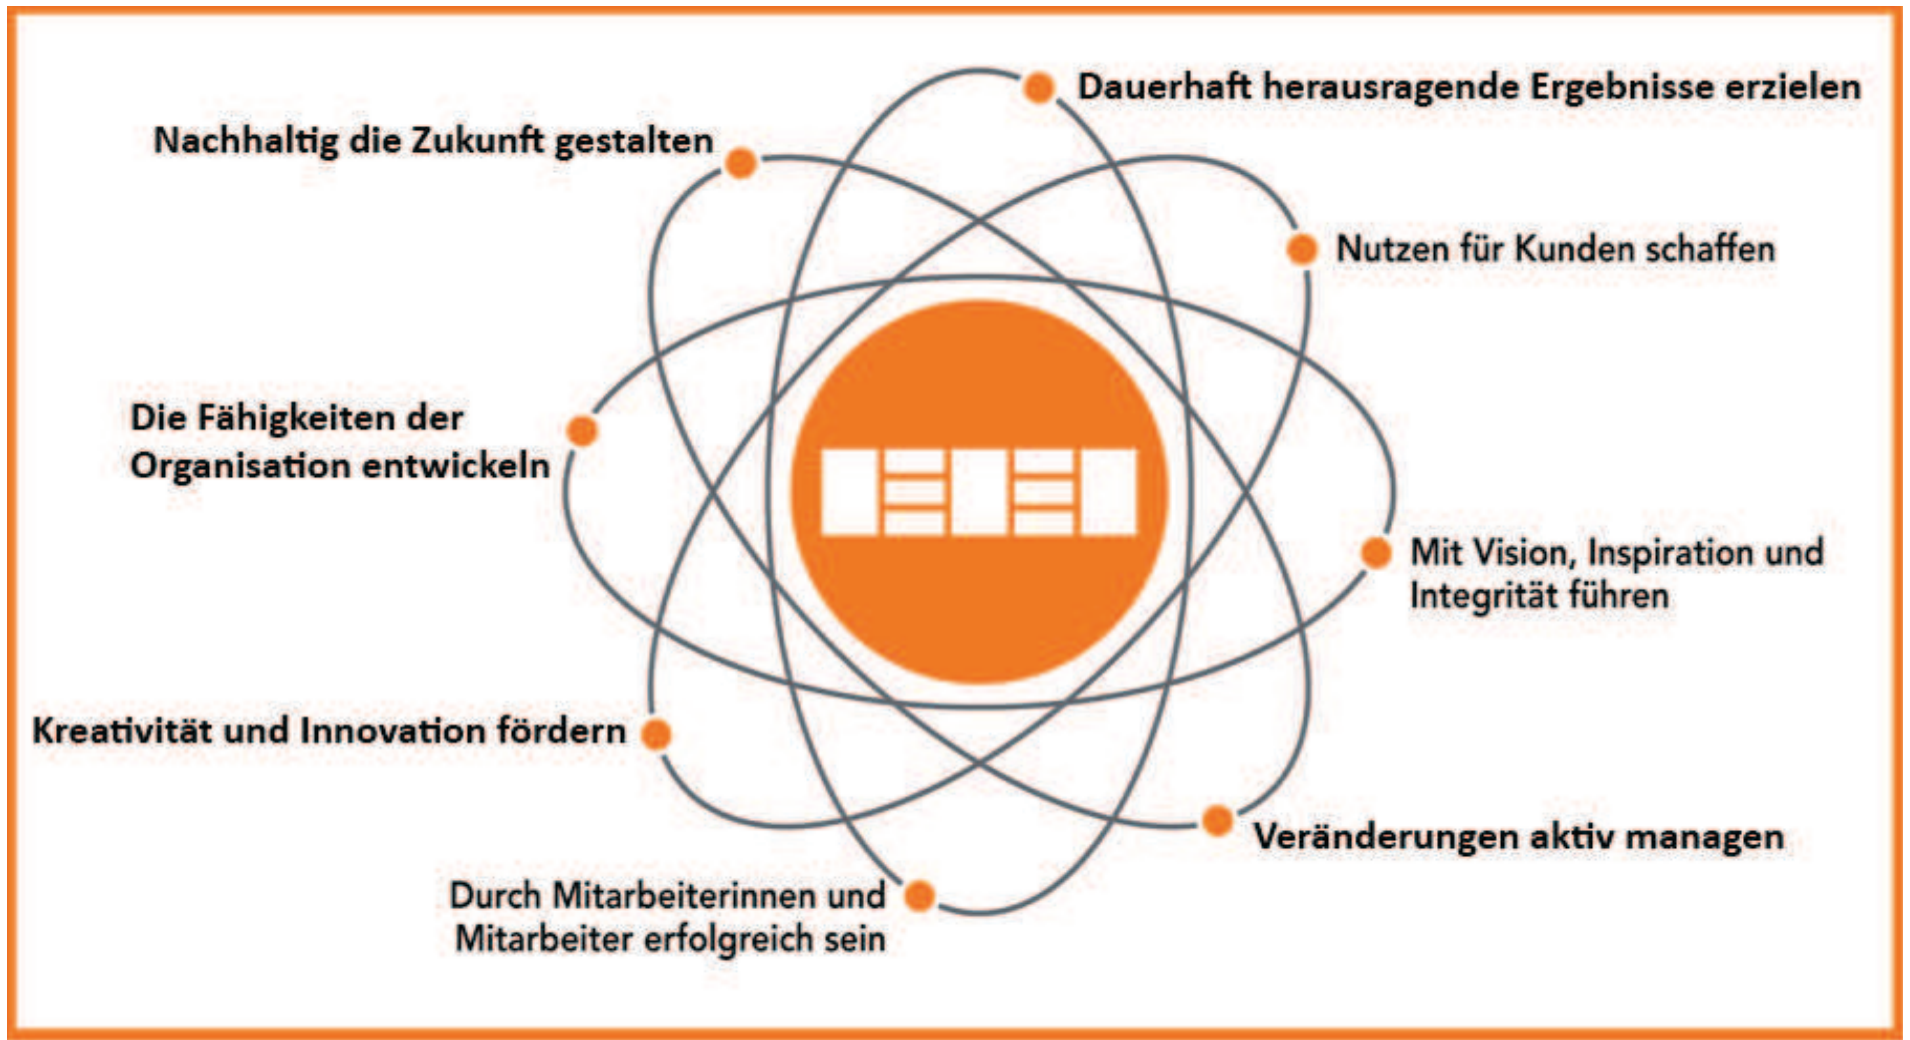 Dauerhaft herausragende Ergebnisse erzielen
Nachhaltig die Zukunft gestalten
Nutzen für Kunden schaffen
Die Fähigkeiten der
Organisation entwickeln
Mit Vision, Inspiration und
Integrität führen
Kreativität und Innovation fördern
Veränderungen aktiv managen
Durch Mitarbeiterinnen und
Mitarbeiter erfolgreich sein